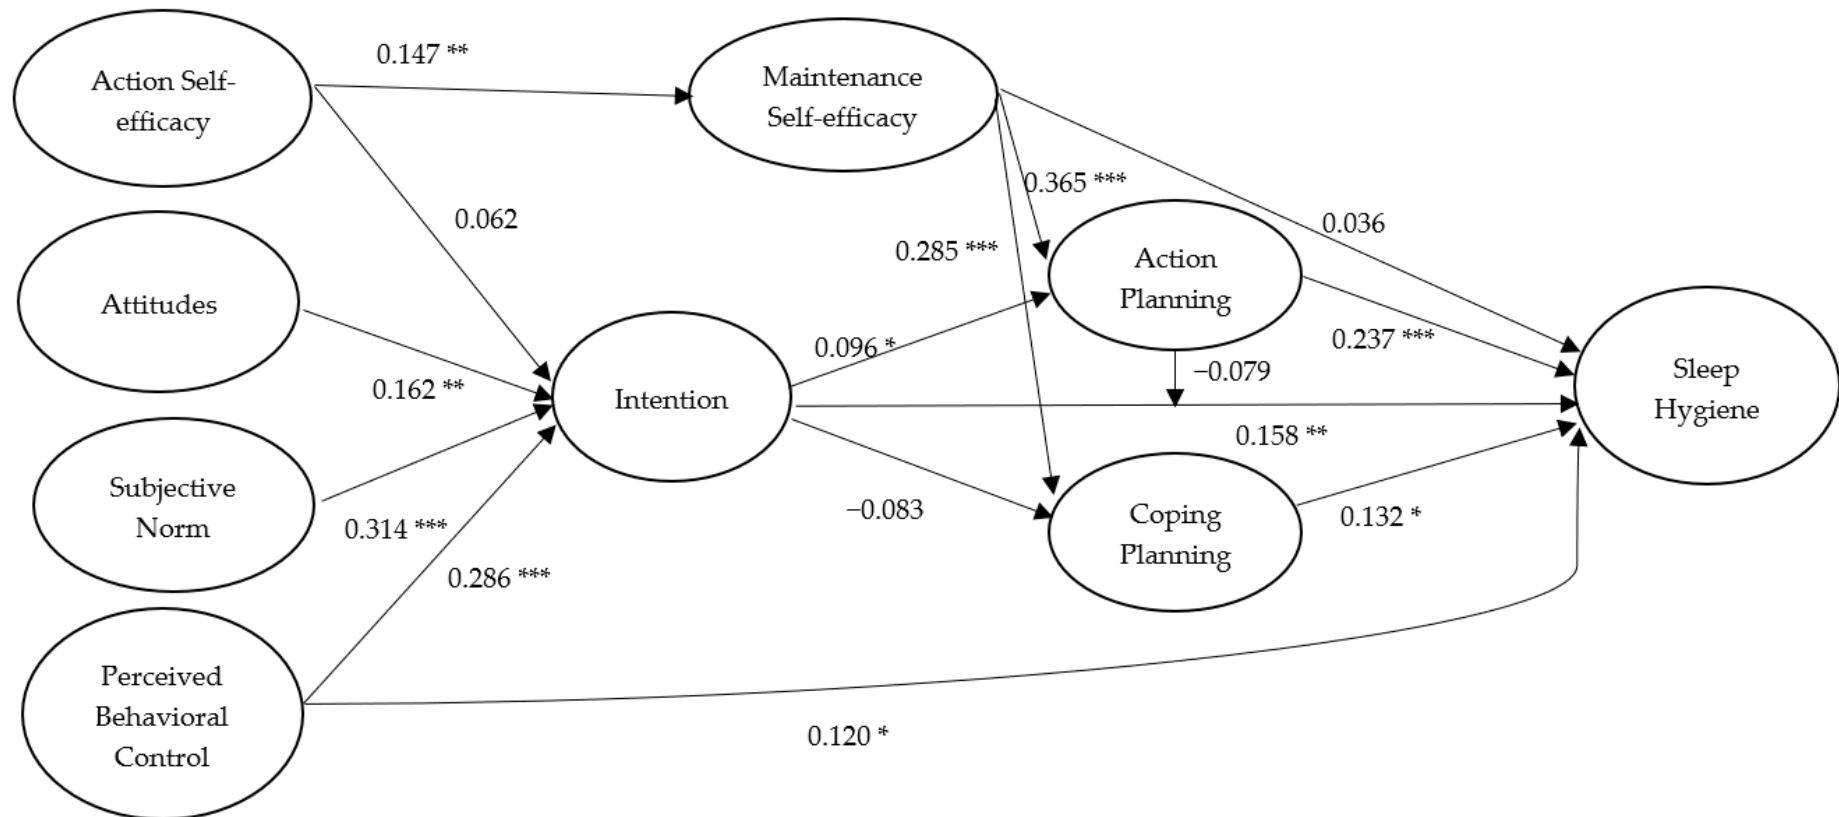 Action Self-
efficacy
0.147 **
Maintenance
Self-efficacy
0.062
0.365 ***
0.036
0.285 ***
Attitudes
0.162 **
Action
Planning
0.237 ***
Intention
0.096 *
−0.079
0.158 **
Sleep
Hygiene
Subjective
Norm
0.314 ***
0.286 ***
−0.083
Coping
Planning
0.132 *
Perceived
Behavioral
Control
0.120 *